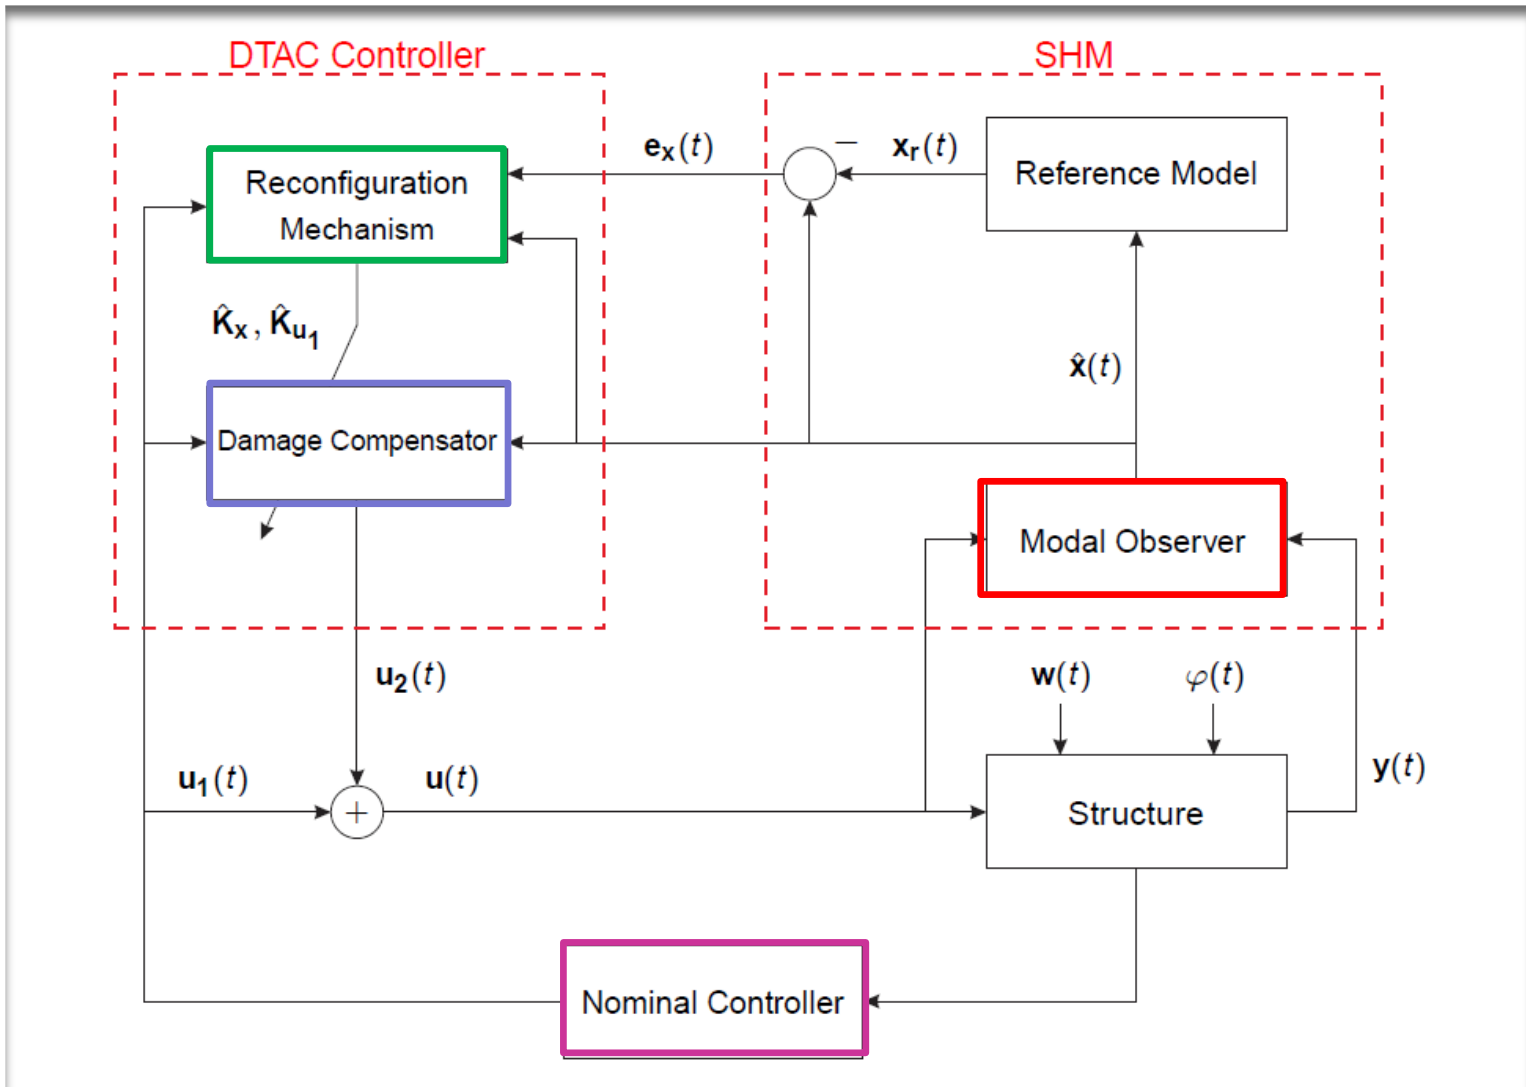 DTAC Controller
SHM
Reconfiguration
Mechanism
eₓ(t)
−
xᵣ(t)
Reference Model
K̂ₓ, K̂ᵤ₁
x̂(t)
Damage Compensator
Modal Observer
u₂(t)
w(t)
φ(t)
u₁(t)
+
u(t)
Structure
y(t)
Nominal Controller